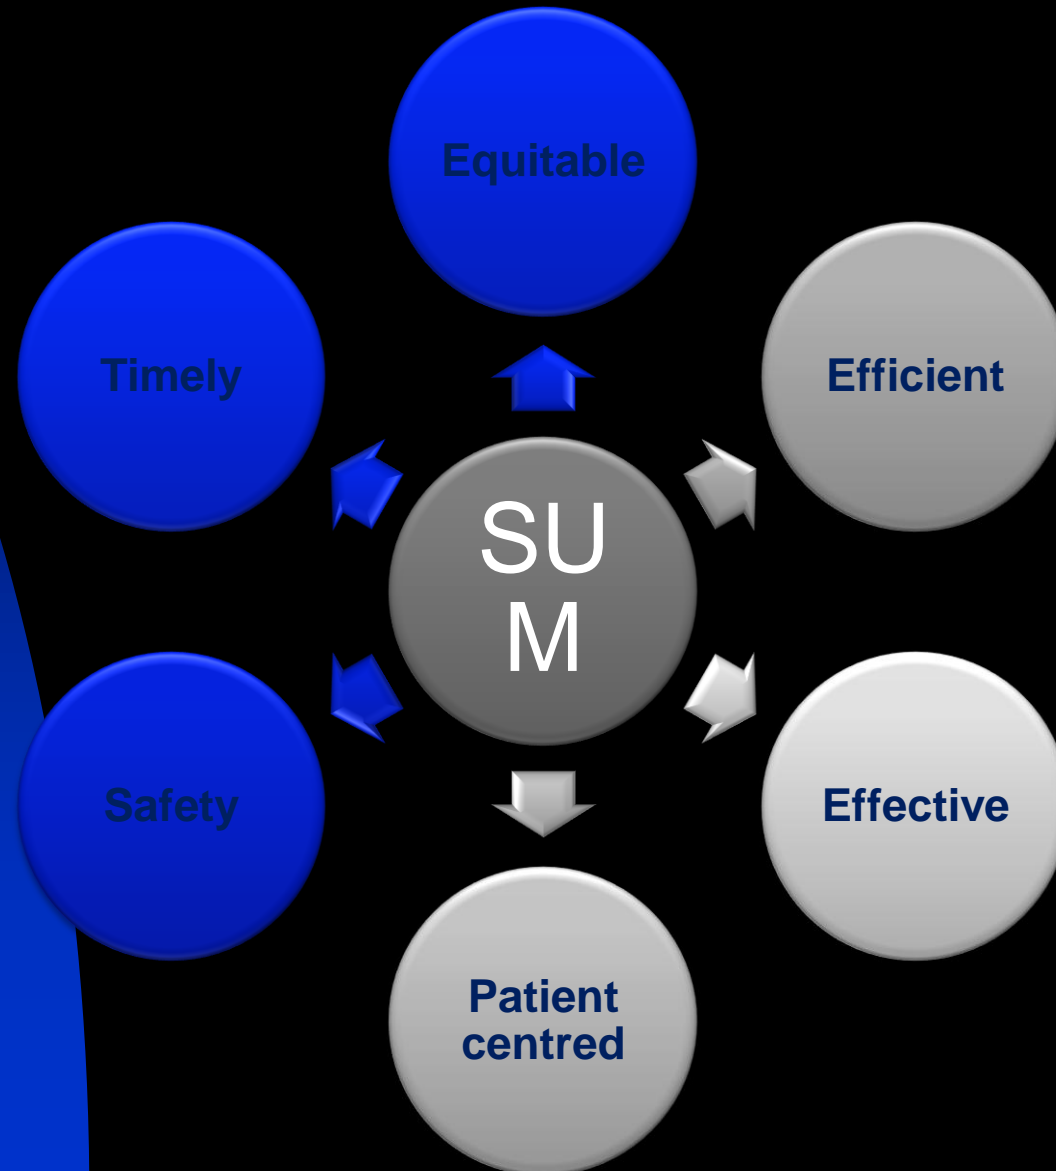 Equitable
Timely
Efficient
SU
M
Safety
Effective
Patient
centred